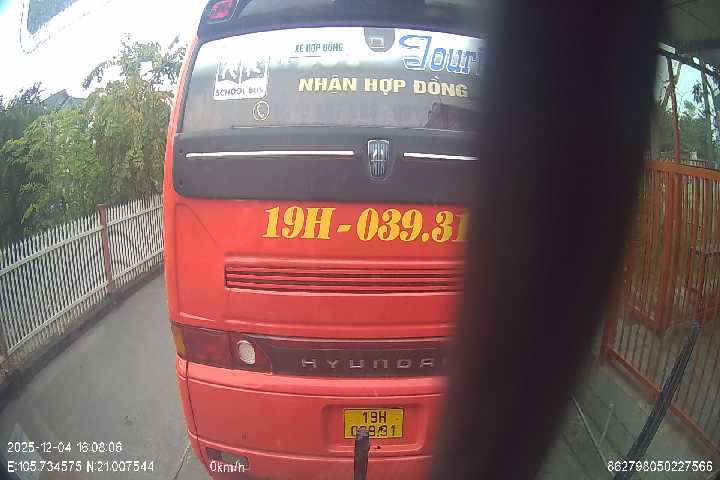 XE HỢP ĐỒNG
Touri
SCHOOL BUS
NHẬN HỢP ĐỒNG
19H-039.31
HYUNDAI
19H
039.31
2025-12-04 16:08:06
E:105.734575 N:21.007544
0km/h
862798050227566